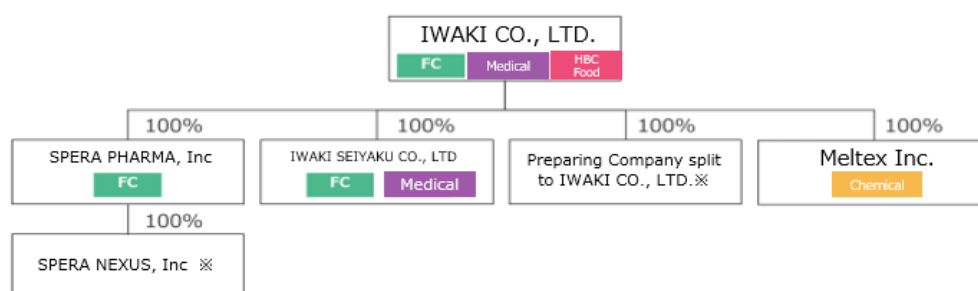 IWAKI CO., LTD.
FC
Medical
HBC
Food
100%
100%
100%
100%
SPERA PHARMA, Inc
FC
IWAKI SEIYAKU CO., LTD
FC
Medical
Preparing Company split
to IWAKI CO., LTD.※
Meltex Inc.
Chemical
100%
SPERA NEXUS, Inc ※